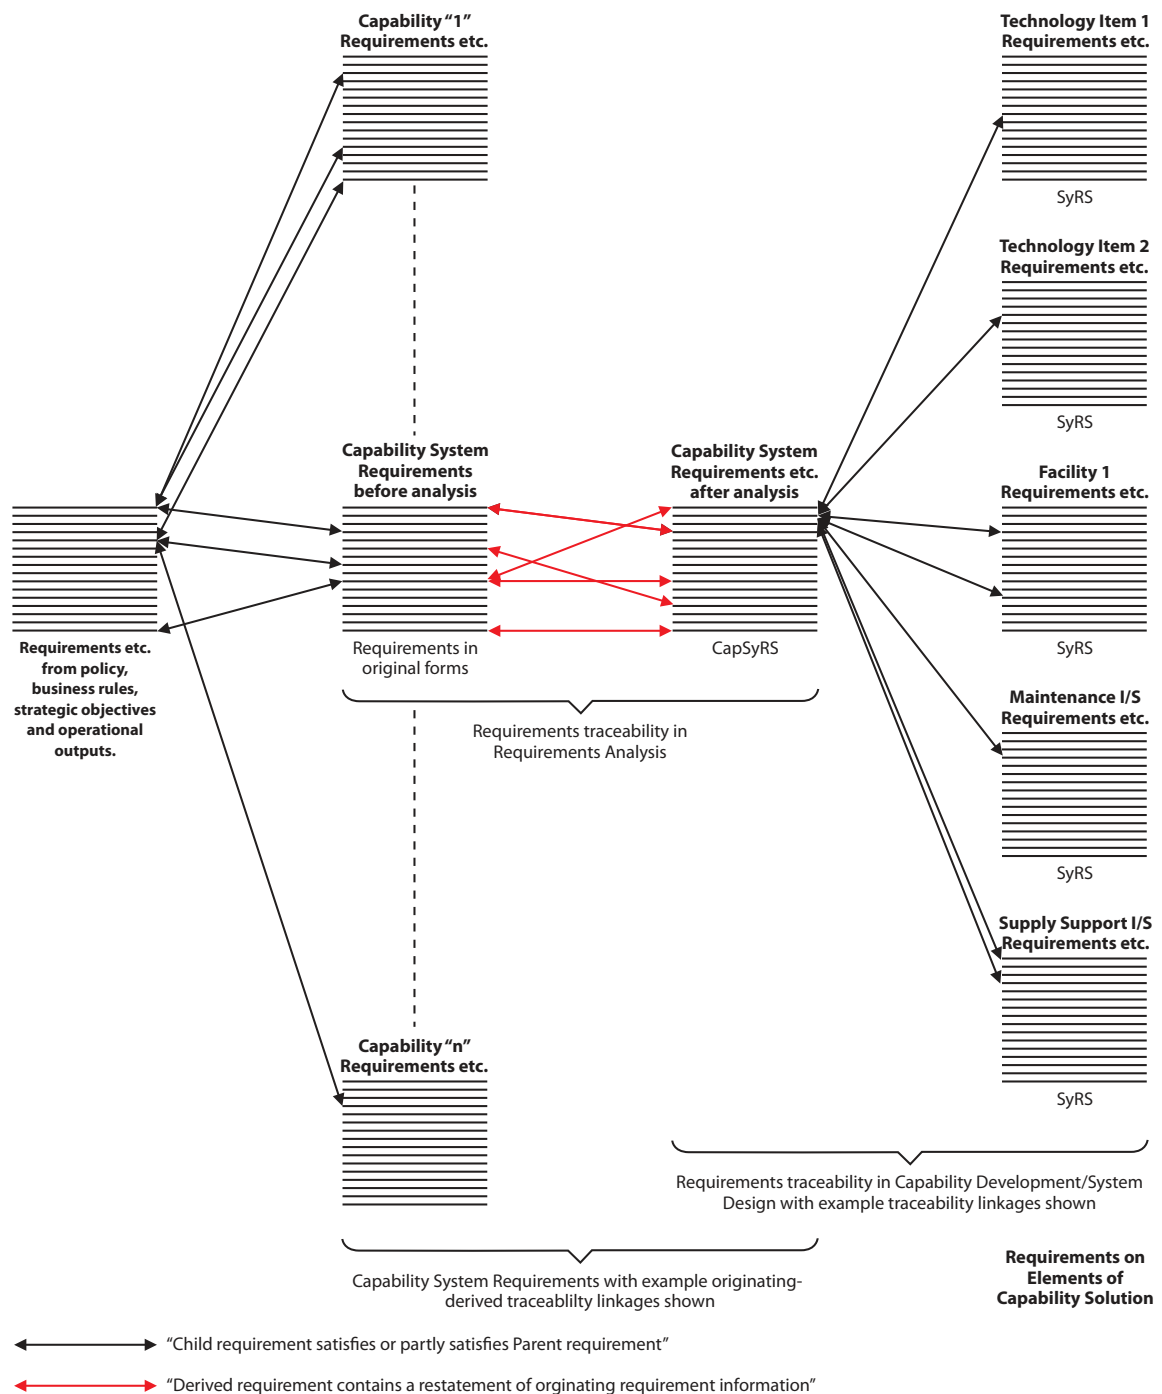 Capability “1”
Requirements etc.
Technology Item 1
Requirements etc.
SyRS
Technology Item 2
Requirements etc.
SyRS
Capability System
Requirements
before analysis
Capability System
Requirements etc.
after analysis
Facility 1
Requirements etc.
Requirements etc.
from policy,
business rules,
strategic objectives
and operational
outputs.
Requirements in
original forms
CapSyRS
SyRS
Requirements traceability in
Requirements Analysis
Maintenance I/S
Requirements etc.
SyRS
Supply Support I/S
Requirements etc.
SyRS
Capability “n”
Requirements etc.
Requirements traceability in Capability Development/System
Design with example traceability linkages shown
Capability System Requirements with example originating-
derived traceablilty linkages shown
Requirements on
Elements of
Capability Solution
“Child requirement satisfies or partly satisfies Parent requirement”
“Derived requirement contains a restatement of orginating requirement information”